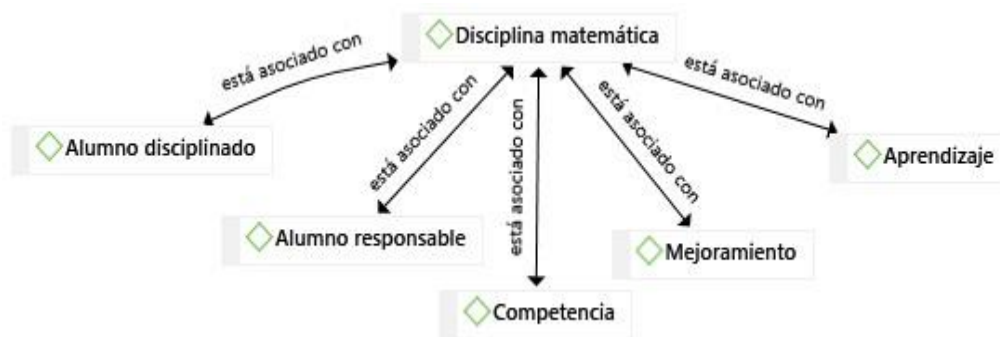 Disciplina matemática
está asociado con
está asociado con
está asociado con
está asociado con
está asociado con
Alumno disciplinado
Aprendizaje
Alumno responsable
Mejoramiento
Competencia